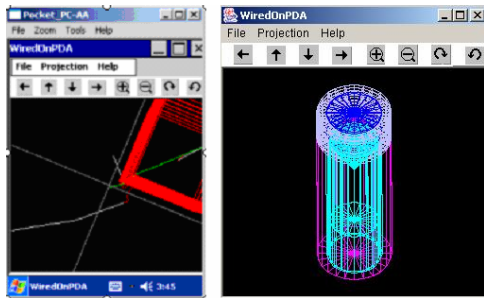 Pocket_PC-AA
File Zoom Tools Help
WiredOnPDA
File Projection Help
WiredOnPDA 3:45
WiredOnPDA
File Projection Help